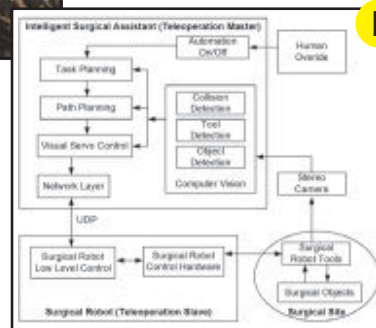 Intelligent Surgical Assistant (Teleoperation Master)
Automation
On/Off
Human
Override
Task Planning
Path Planning
Visual Servo Control
Network Layer
Collision
Detection
Tool
Detection
Object
Detection
Computer Vision
Stereo
Camera
UDP
Surgical Robot
Low Level Control
Surgical Robot
Control Hardware
Surgical Robot (Teleoperation Slave)
Surgical
Robot Tools
Surgical Objects
Surgical Site